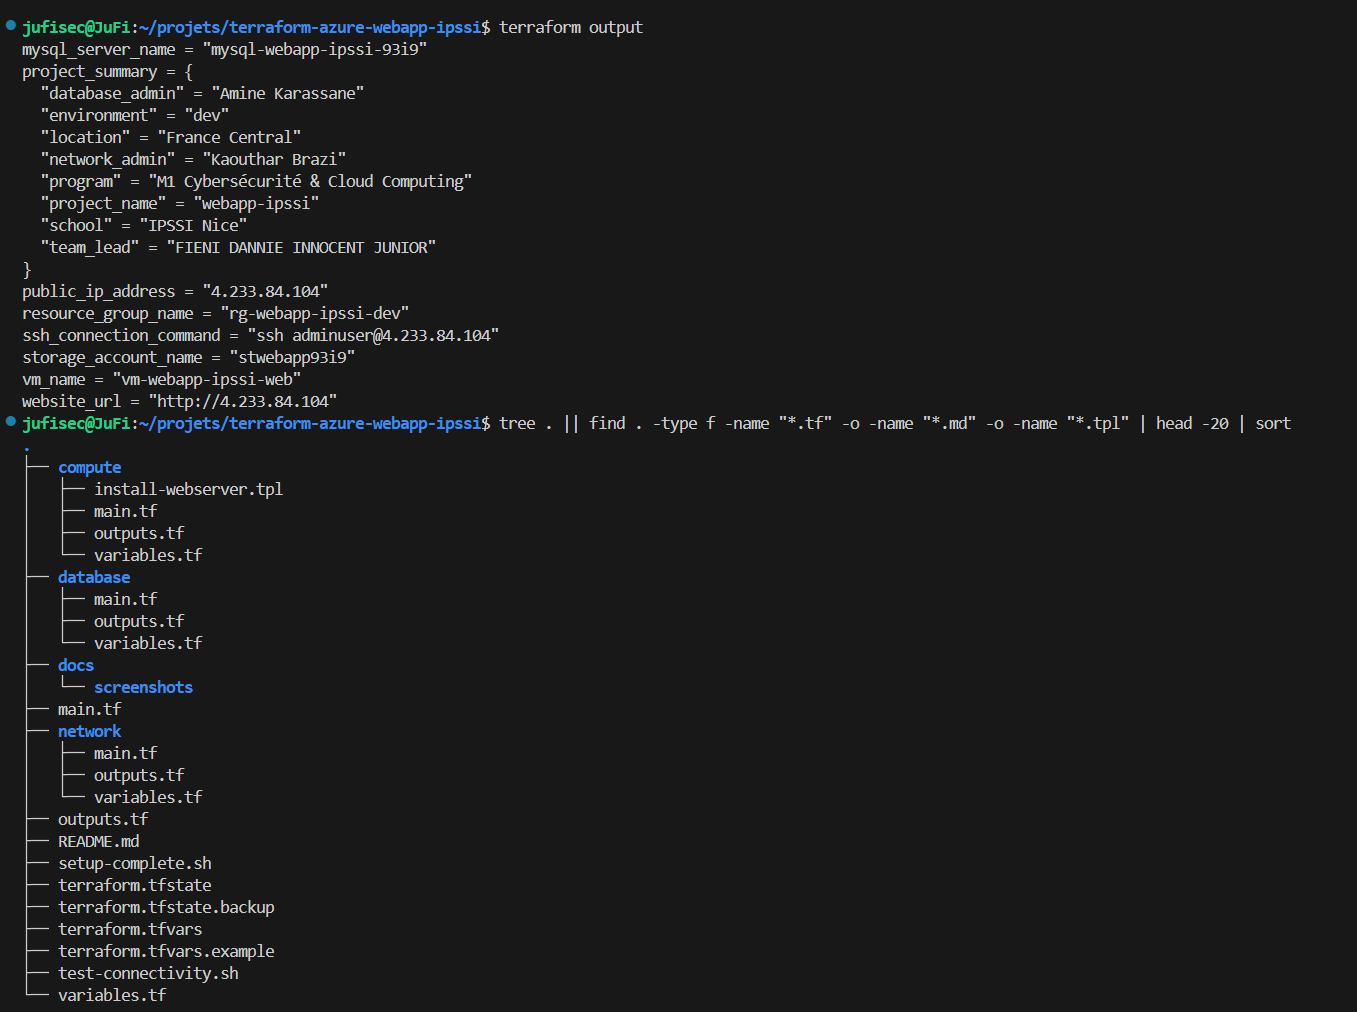 jufisec@JuFi:~/projets/terraform-azure-webapp-ipssi$ terraform output
mysql_server_name = "mysql-webapp-ipssi-93i9"
project_summary = {
  "database_admin" = "Amine Karassane"
  "environment" = "dev"
  "location" = "France Central"
  "network_admin" = "Kaouthar Brazi"
  "program" = "M1 Cybersécurité & Cloud Computing"
  "project_name" = "webapp-ipssi"
  "school" = "IPSSI Nice"
  "team_lead" = "FIENI DANNIE INNOCENT JUNIOR"
}
public_ip_address = "4.233.84.104"
resource_group_name = "rg-webapp-ipssi-dev"
ssh_connection_command = "ssh adminuser@4.233.84.104"
storage_account_name = "stwebapp93i9"
vm_name = "vm-webapp-ipssi-web"
website_url = "http://4.233.84.104"
jufisec@JuFi:~/projets/terraform-azure-webapp-ipssi$ tree . || find . -type f -name "*.tf" -o -name "*.md" -o -name "*.tpl" | head -20 | sort
.
├── compute
│   ├── install-webserver.tpl
│   ├── main.tf
│   ├── outputs.tf
│   └── variables.tf
├── database
│   ├── main.tf
│   ├── outputs.tf
│   └── variables.tf
├── docs
│   └── screenshots
├── main.tf
├── network
│   ├── main.tf
│   ├── outputs.tf
│   └── variables.tf
├── outputs.tf
├── README.md
├── setup-complete.sh
├── terraform.tfstate
├── terraform.tfstate.backup
├── terraform.tfvars
├── terraform.tfvars.example
├── test-connectivity.sh
└── variables.tf